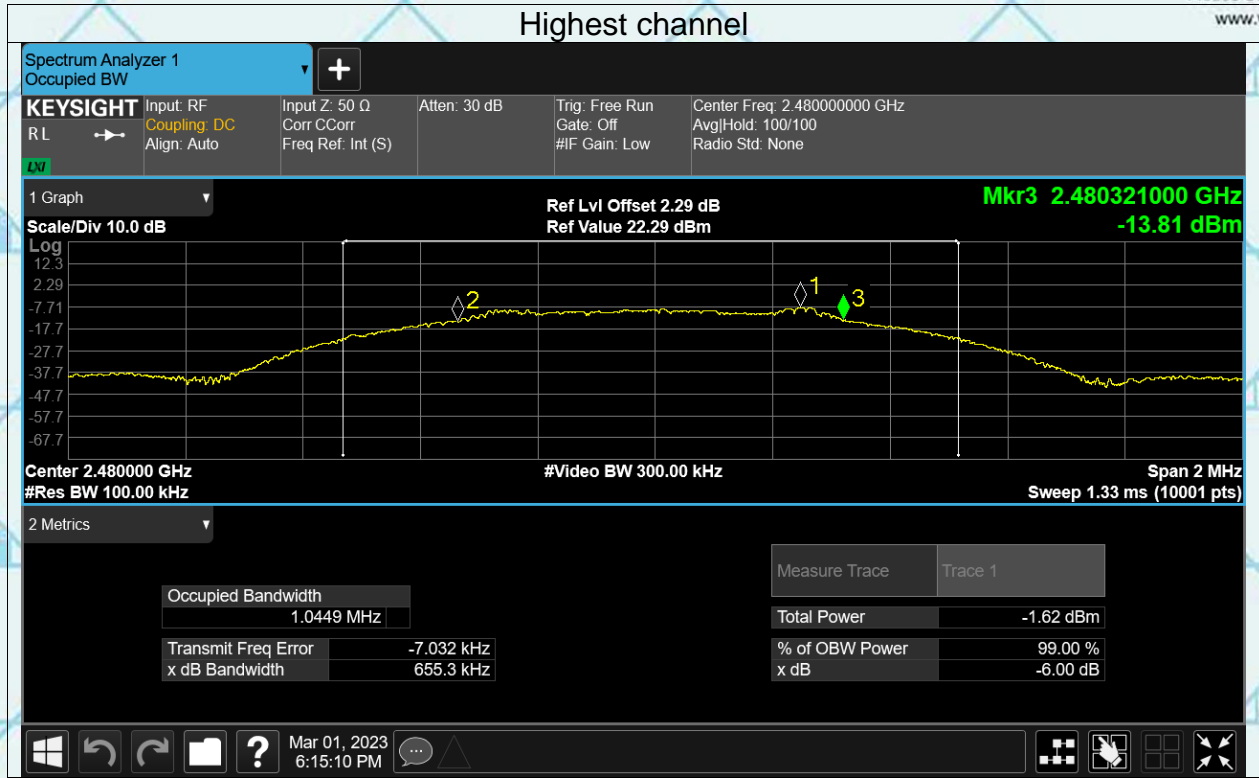 Highest channel
www.
Spectrum Analyzer 1
Occupied BW
KEYSIGHT
R L
LXI
Input: RF
Coupling: DC
Align: Auto
Input Z: 50 Ω
Corr CCorr
Freq Ref: Int (S)
Atten: 30 dB
Trig: Free Run
Gate: Off
#IF Gain: Low
Center Freq: 2.480000000 GHz
Avg|Hold: 100/100
Radio Std: None
1 Graph
Scale/Div 10.0 dB
Ref Lvl Offset 2.29 dB
Ref Value 22.29 dBm
Mkr3 2.480321000 GHz
-13.81 dBm
Log
12.3
2.29
-7.71
-17.7
-27.7
-37.7
-47.7
-57.7
-67.7
2
1
3
Center 2.480000 GHz
#Res BW 100.00 kHz
#Video BW 300.00 kHz
Span 2 MHz
Sweep 1.33 ms (10001 pts)
2 Metrics
Measure Trace Trace 1
Occupied Bandwidth
1.0449 MHz
Total Power -1.62 dBm
Transmit Freq Error -7.032 kHz
% of OBW Power 99.00 %
x dB Bandwidth 655.3 kHz
x dB -6.00 dB
?
Mar 01, 2023
6:15:10 PM